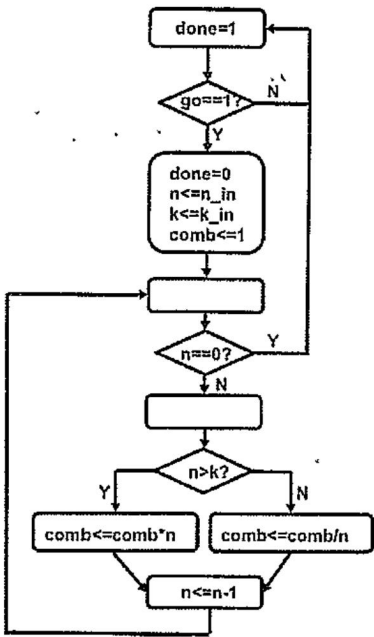 done=1
go==1?
N
Y
done=0
n<=n_in
k<=k_in
comb<=1
n==0?
Y
N
n>k?
Y
N
comb<=comb*n
comb<=comb/n
n<=n-1